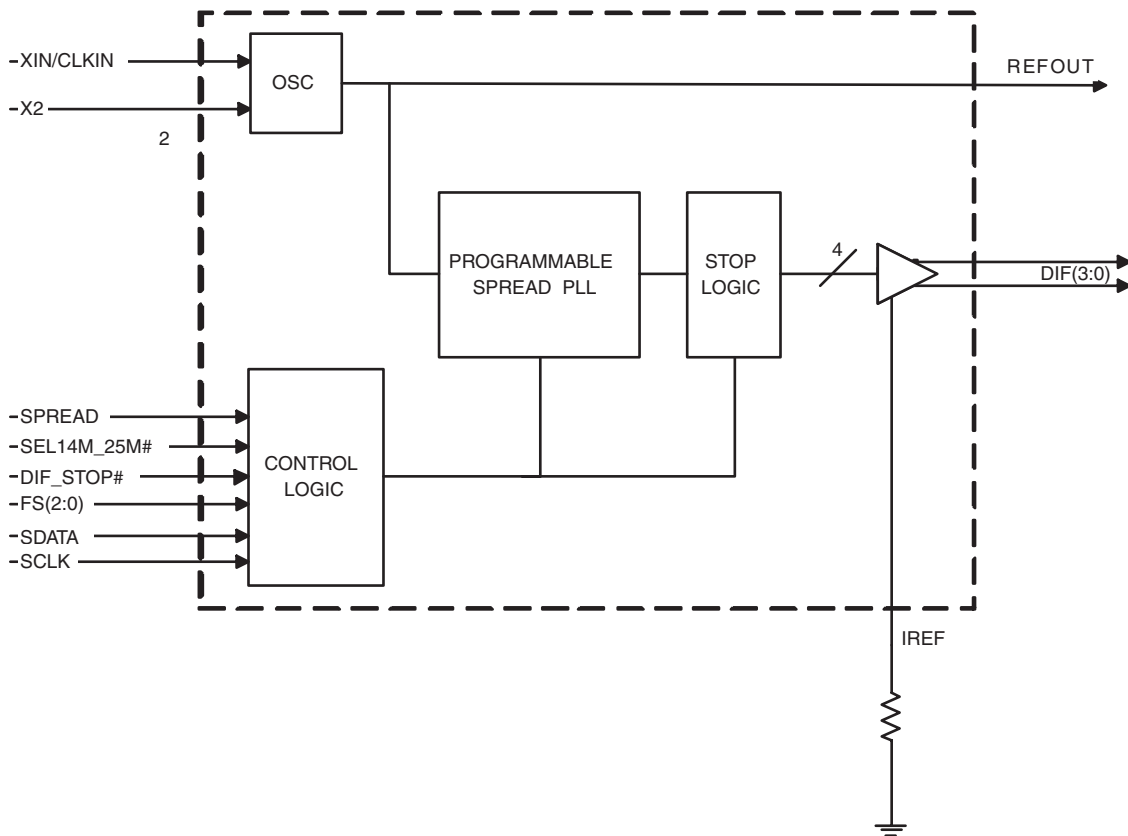 XIN/CLKIN
X2
2
OSC
REFOUT
PROGRAMMABLE
SPREAD PLL
STOP
LOGIC
4
DIF(3:0)
SPREAD
SEL14M_25M#
DIF_STOP#
FS(2:0)
SDATA
SCLK
CONTROL
LOGIC
IREF